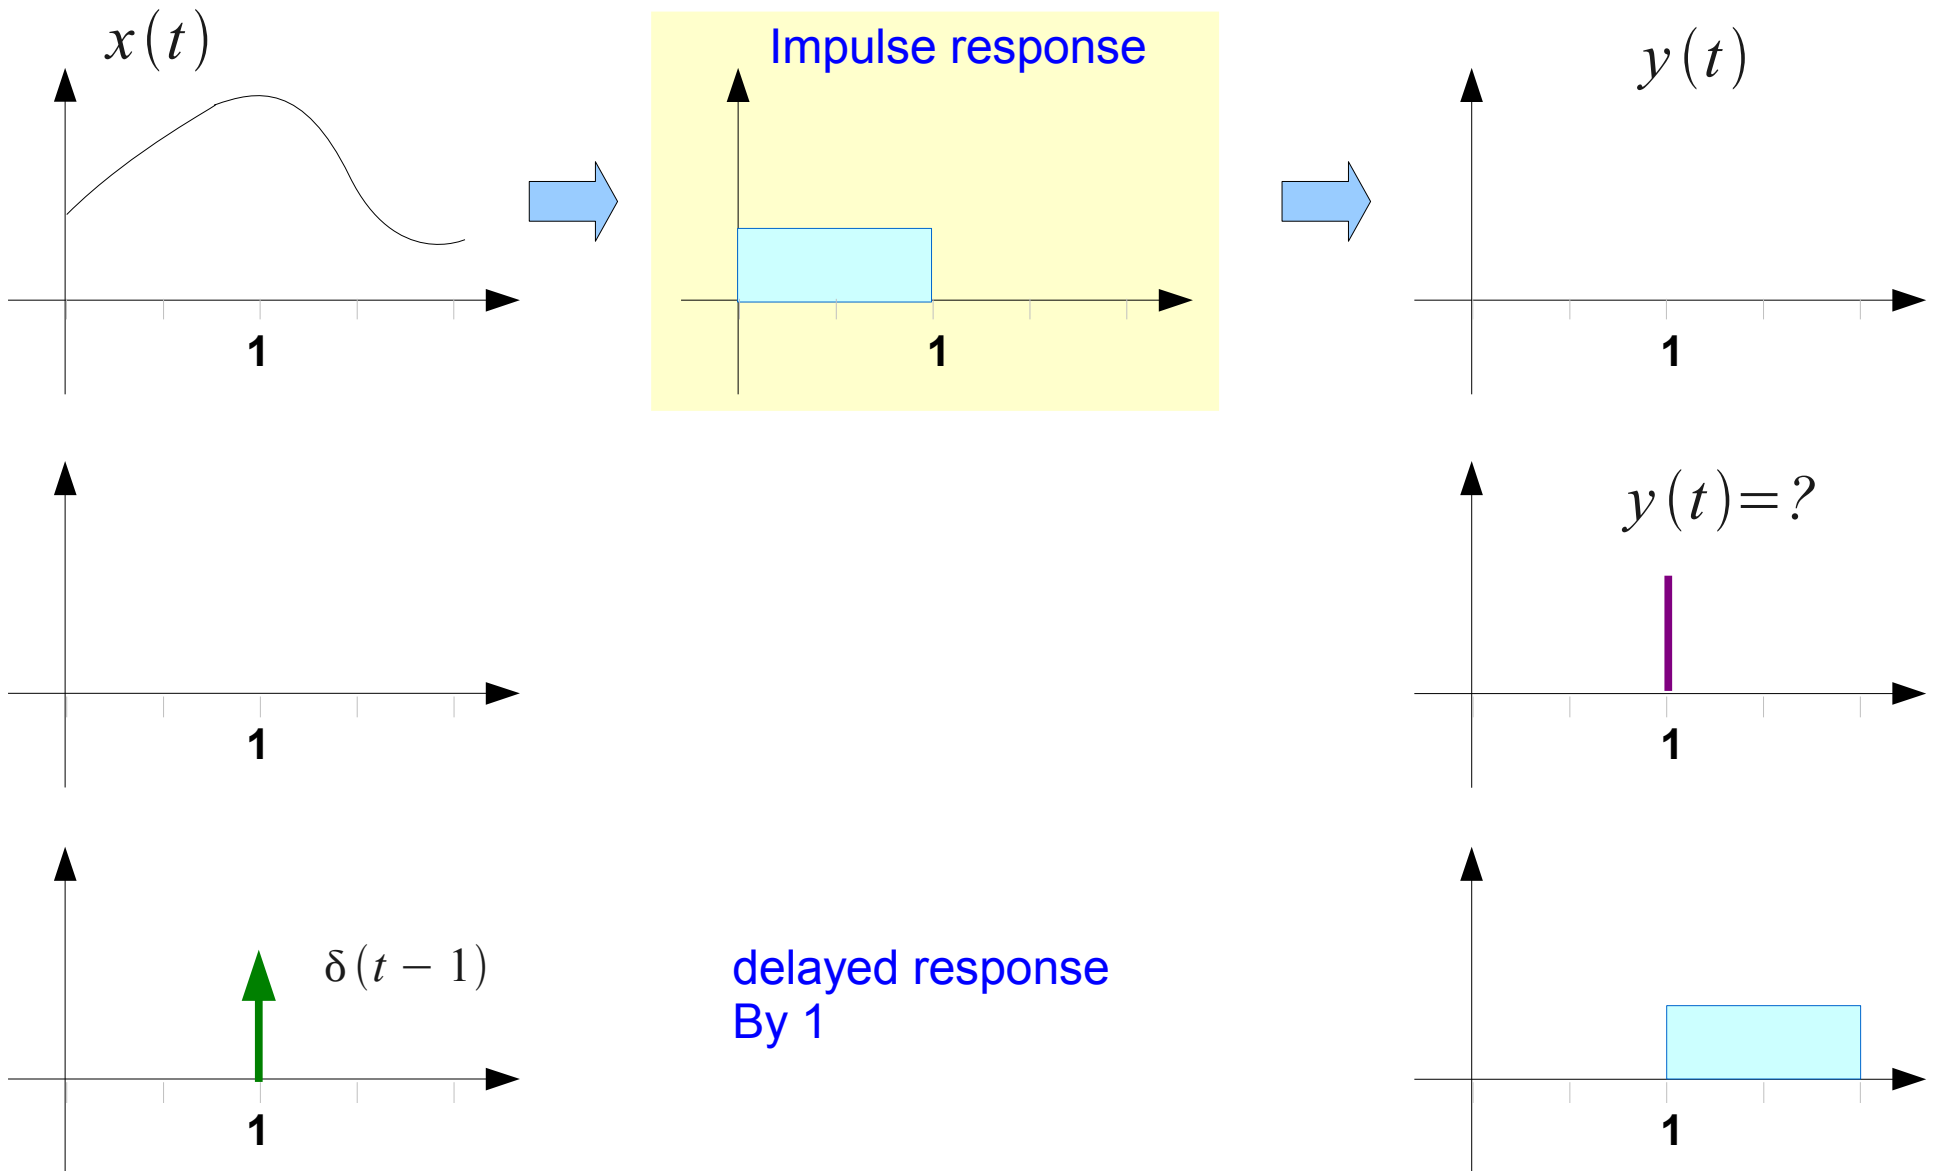 x(t)
Impulse response
y(t)
1
1
1
y(t)=?
1
1
δ(t − 1)
delayed response
By 1
1
1